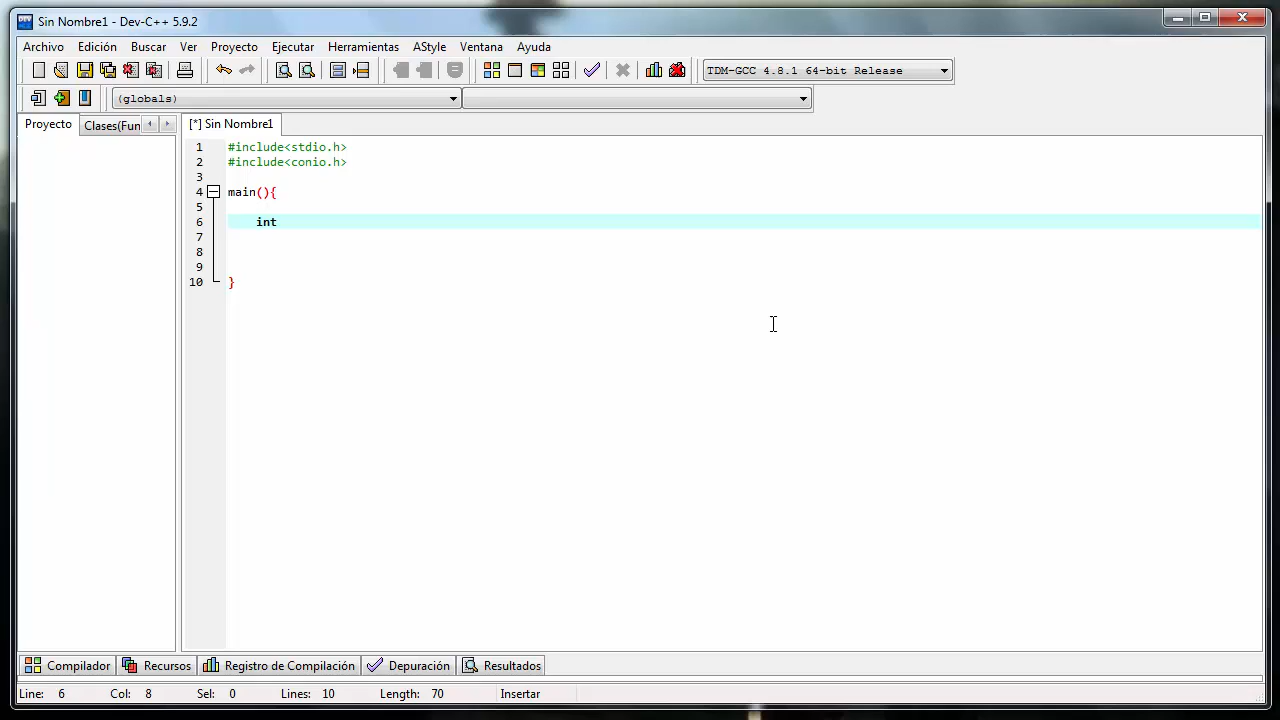 Sin Nombre1 - Dev-C++ 5.9.2
Archivo Edición Buscar Ver Proyecto Ejecutar Herramientas AStyle Ventana Ayuda
TDM-GCC 4.8.1 64-bit Release
(globals)
Proyecto Clases(Fun [*] Sin Nombre1
1 #include<stdio.h>
2 #include<conio.h>
3
4 main(){
5
6 int
7
8
9
10 }
Compilador Recursos Registro de Compilación Depuración Resultados
Line: 6 Col: 8 Sel: 0 Lines: 10 Length: 70 Insertar